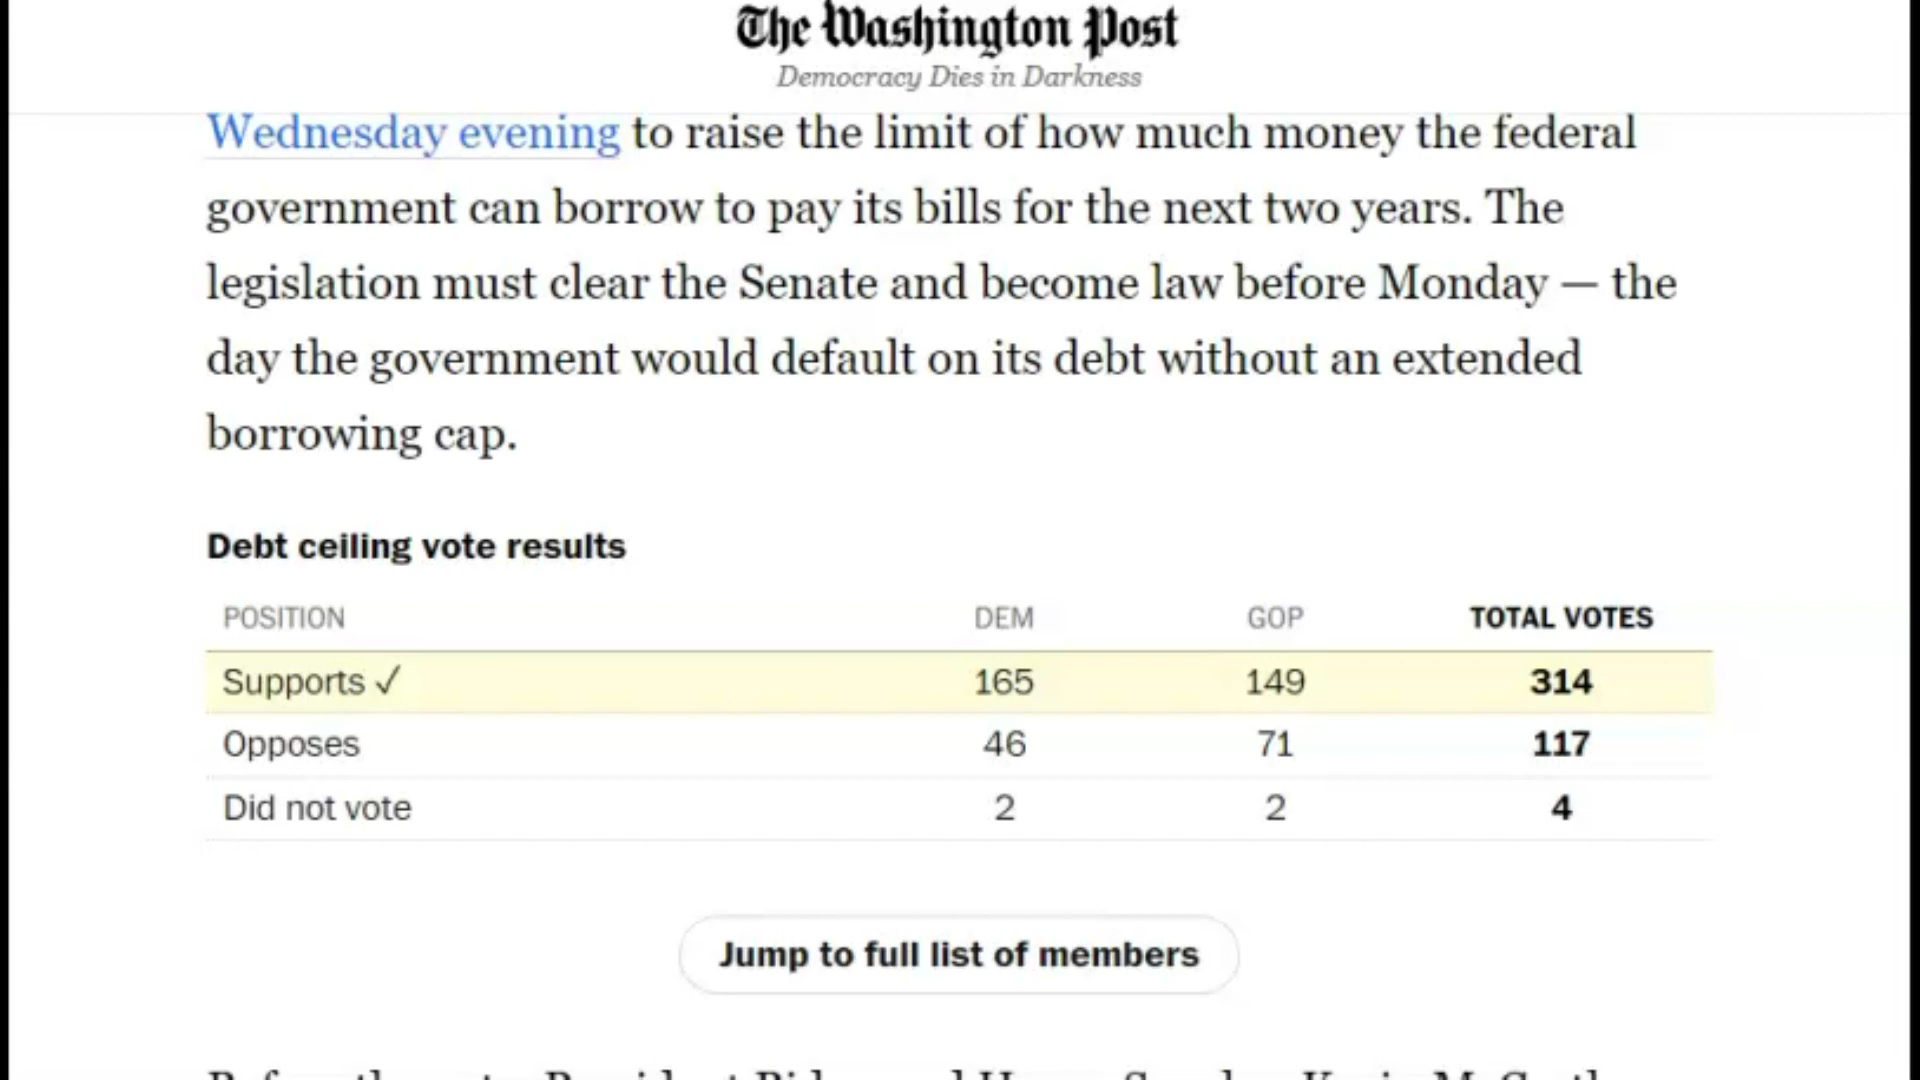 The Washington Post
Democracy Dies in Darkness
Wednesday evening to raise the limit of how much money the federal
government can borrow to pay its bills for the next two years. The
legislation must clear the Senate and become law before Monday — the
day the government would default on its debt without an extended
borrowing cap.
Debt ceiling vote results
POSITION DEM GOP TOTAL VOTES
Supports ✓ 165 149 314
Opposes 46 71 117
Did not vote 2 2 4
Jump to full list of members